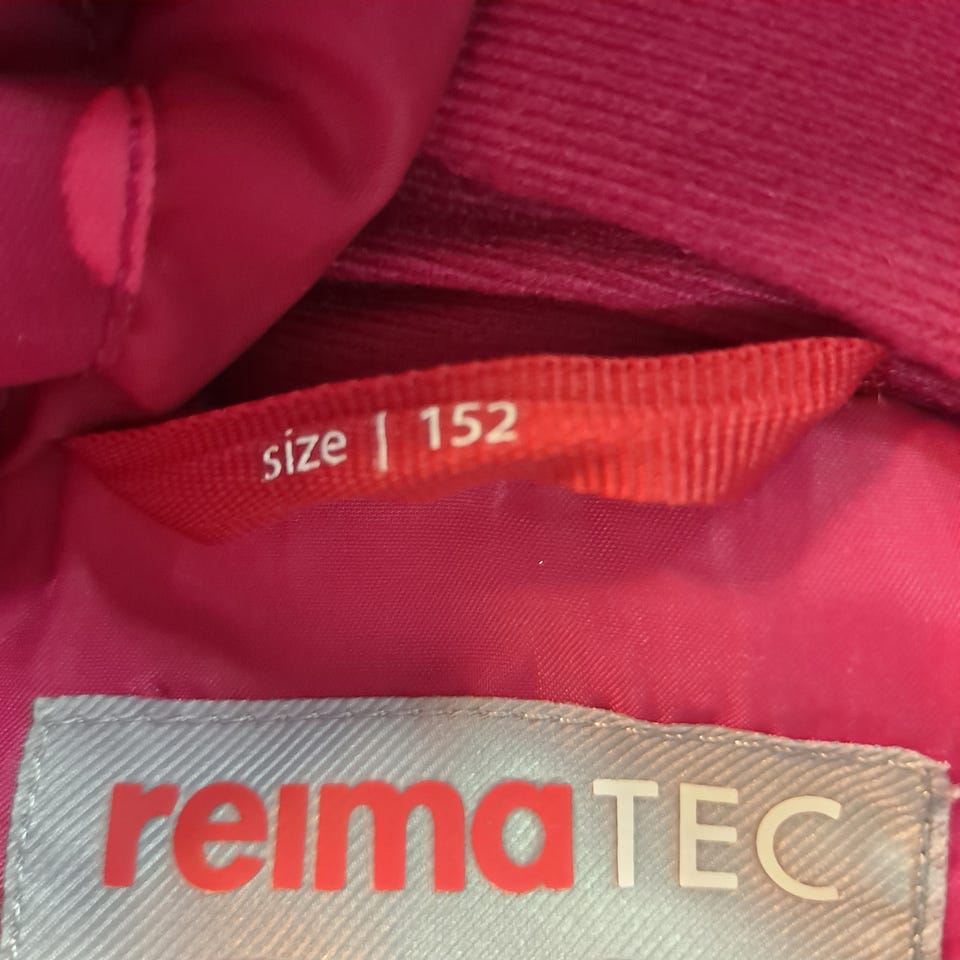 size | 152
reimaTEC